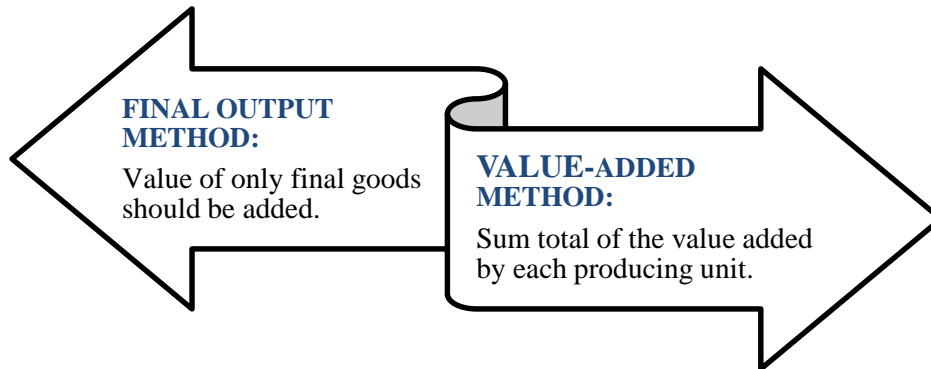 FINAL OUTPUT
METHOD:
Value of only final goods
should be added.
VALUE-ADDED
METHOD:
Sum total of the value added
by each producing unit.